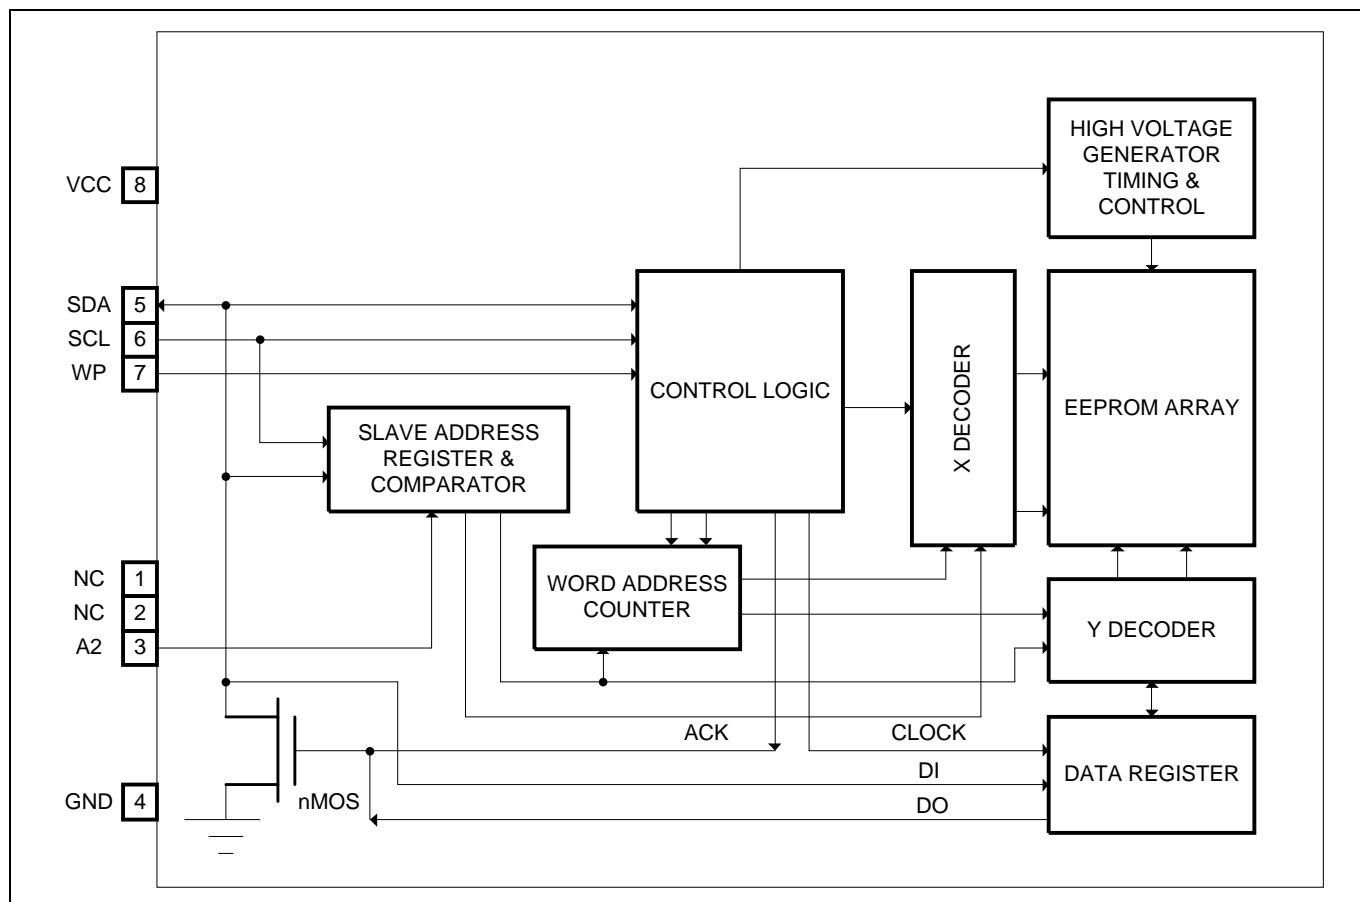 HIGH VOLTAGE
GENERATOR
TIMING &
CONTROL
VCC 8
SDA 5
SCL 6
WP 7
CONTROL LOGIC
X DECODER
EEPROM ARRAY
SLAVE ADDRESS
REGISTER &
COMPARATOR
NC 1
NC 2
A2 3
WORD ADDRESS
COUNTER
Y DECODER
ACK
CLOCK
DI
DATA REGISTER
GND 4
nMOS
DO